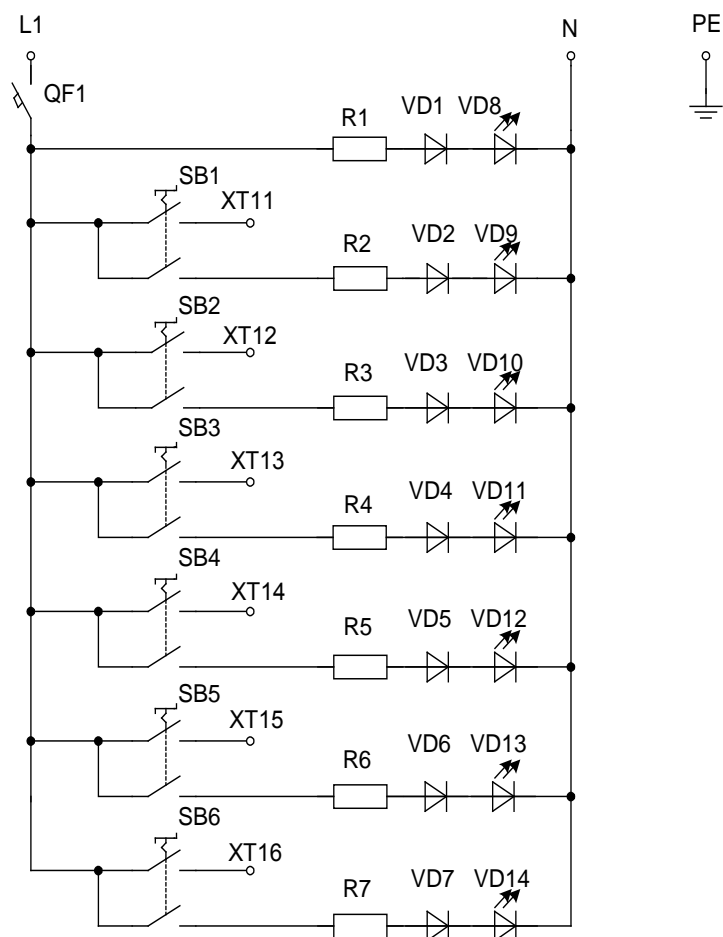 L1 N PE
QF1
R1 VD1 VD8
SB1
XT11
R2 VD2 VD9
SB2
XT12
R3 VD3 VD10
SB3
XT13
R4 VD4 VD11
SB4
XT14
R5 VD5 VD12
SB5
XT15
R6 VD6 VD13
SB6
XT16
R7 VD7 VD14